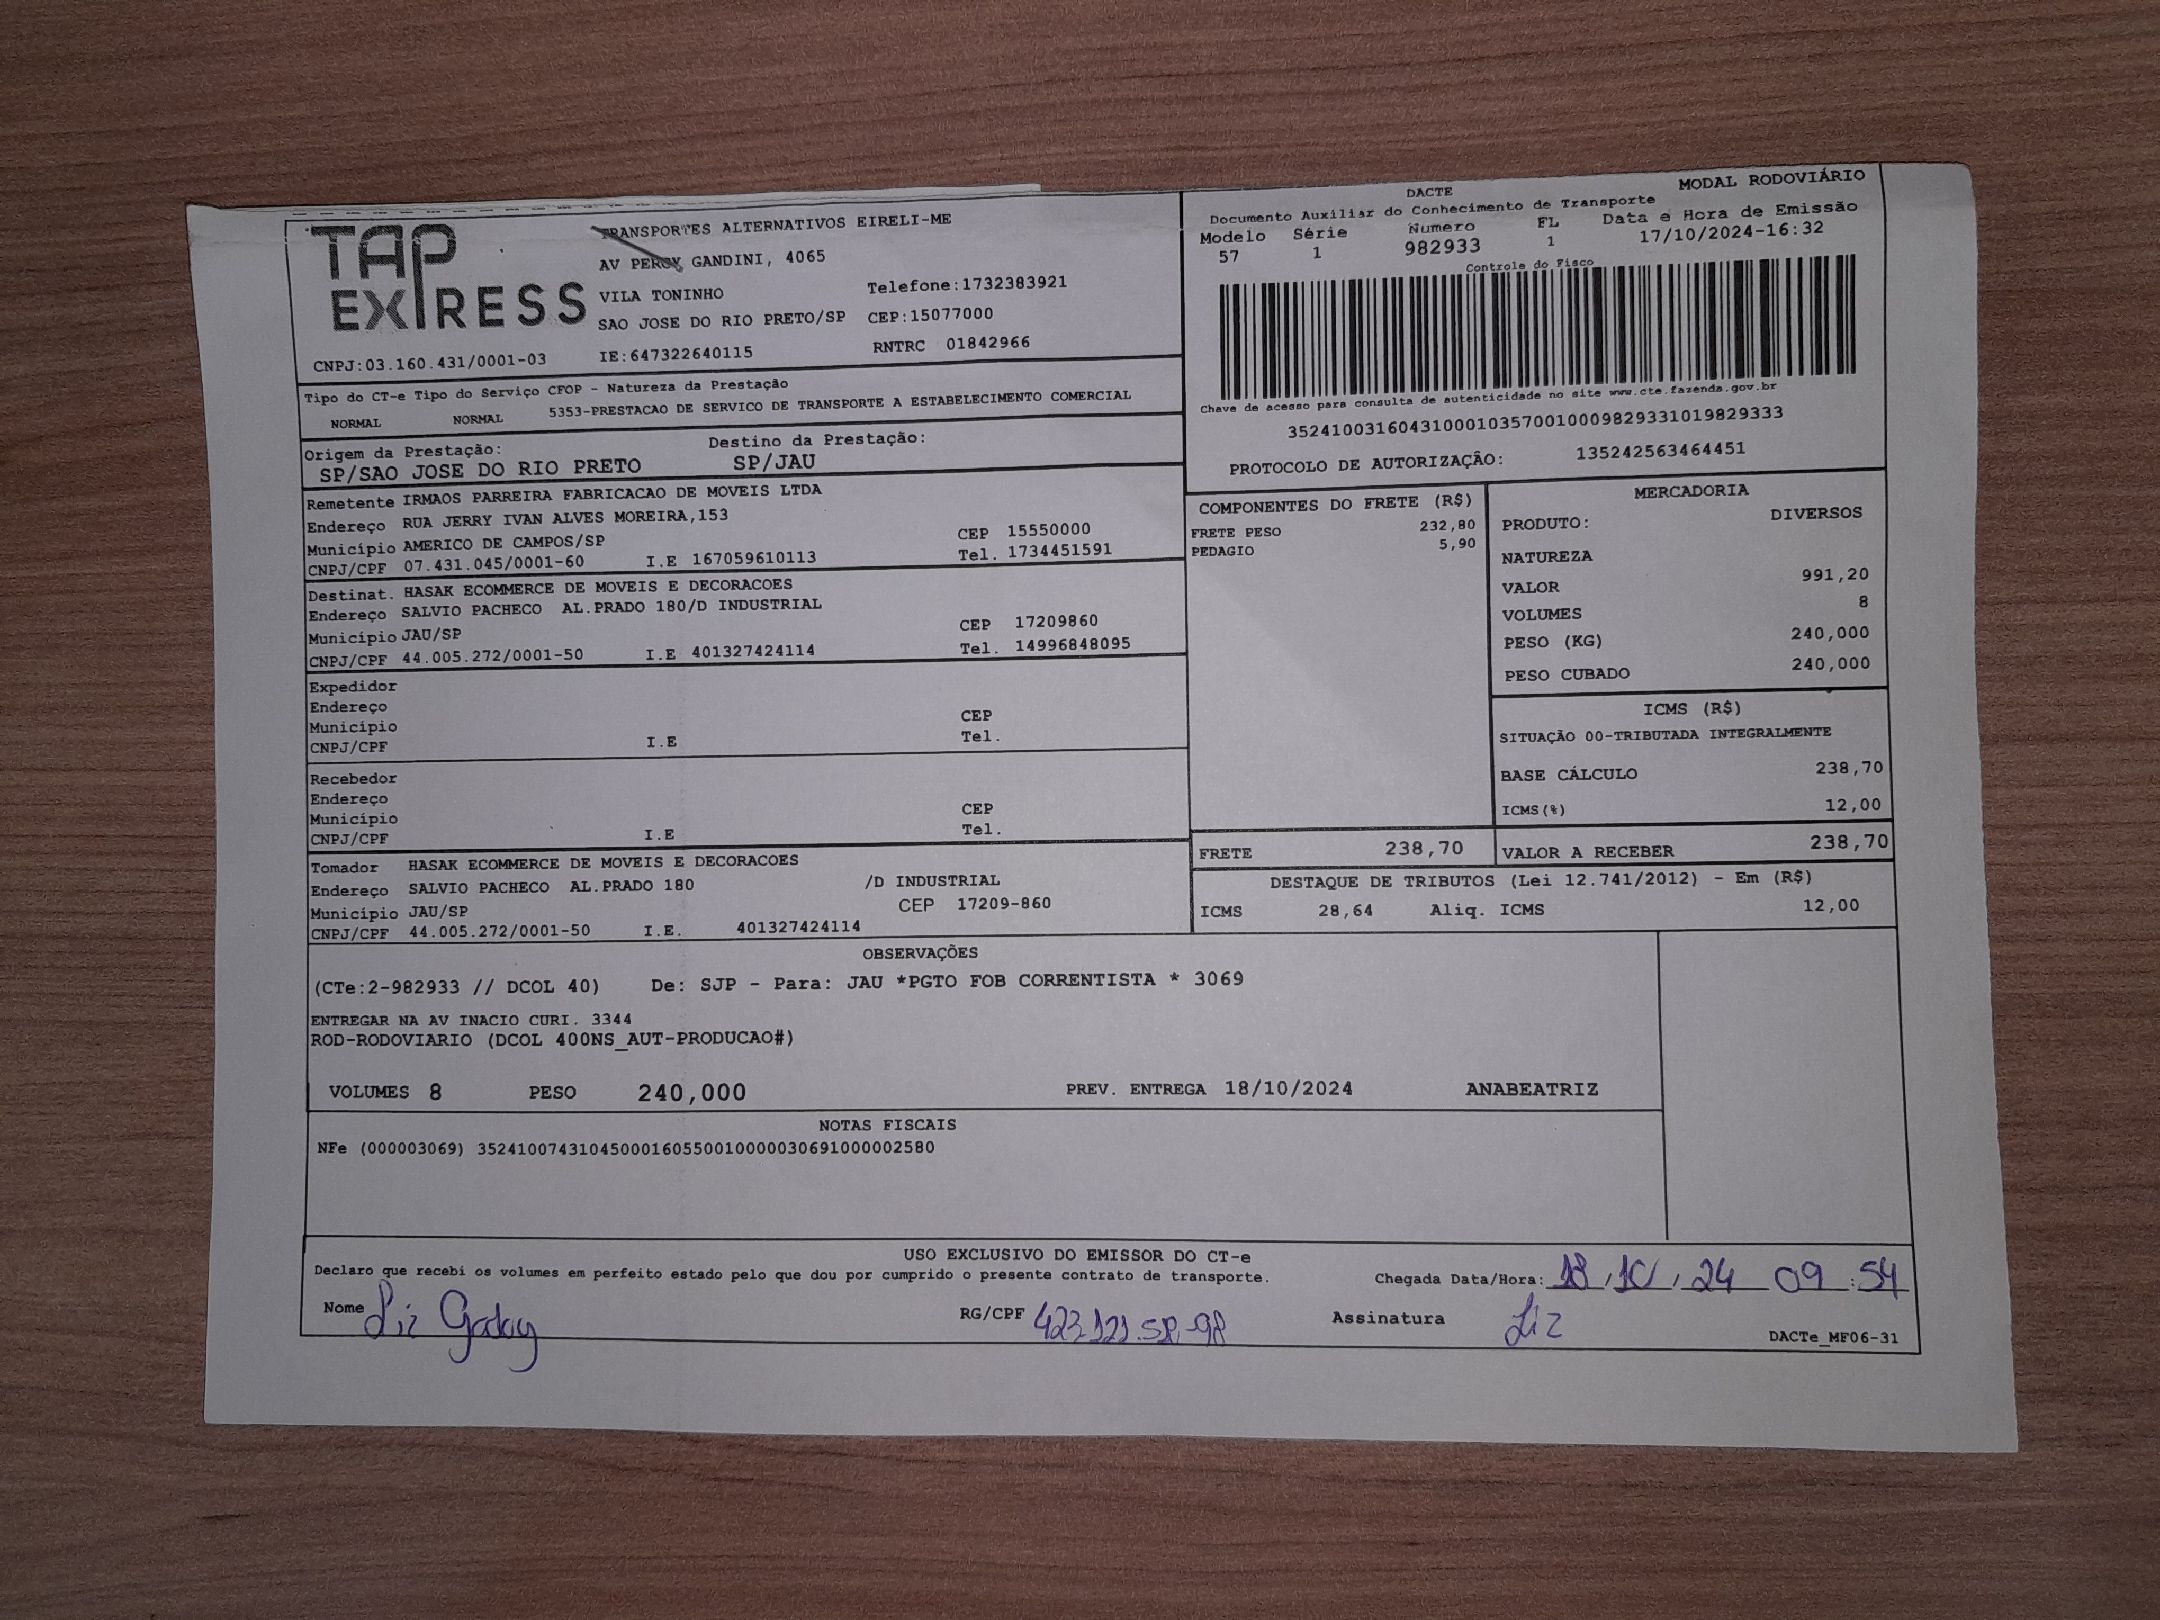 TAP EXPRESS
TRANSPORTES ALTERNATIVOS EIRELI-ME
AV PERCY GANDINI, 4065
VILA TONINHO Telefone:1732383921
SAO JOSE DO RIO PRETO/SP CEP:15077000
CNPJ:03.160.431/0001-03 IE:647322640115 RNTRC 01842966
DACTE MODAL RODOVIÁRIO
Documento Auxiliar do Conhecimento de Transporte
Modelo Série Numero FL Data e Hora de Emissão
57 1 982933 1 17/10/2024-16:32
Controle do Fisco
Chave de acesso para consulta de autenticidade no site www.cte.fazenda.gov.br
35241003160431000103570010009829331019829333
PROTOCOLO DE AUTORIZAÇÃO: 135242563464451
Tipo do CT-e Tipo do Serviço CFOP - Natureza da Prestação
NORMAL NORMAL 5353-PRESTACAO DE SERVICO DE TRANSPORTE A ESTABELECIMENTO COMERCIAL
Origem da Prestação: Destino da Prestação:
SP/SAO JOSE DO RIO PRETO SP/JAU
Remetente IRMAOS PARREIRA FABRICACAO DE MOVEIS LTDA
Endereço RUA JERRY IVAN ALVES MOREIRA,153
Município AMERICO DE CAMPOS/SP CEP 15550000
CNPJ/CPF 07.431.045/0001-60 I.E 167059610113 Tel. 1734451591
Destinat. HASAK ECOMMERCE DE MOVEIS E DECORACOES
Endereço SALVIO PACHECO AL.PRADO 180/D INDUSTRIAL
Município JAU/SP CEP 17209860
CNPJ/CPF 44.005.272/0001-50 I.E 401327424114 Tel. 14996848095
Expedidor
Endereço
Município CEP
CNPJ/CPF I.E Tel.
Recebedor
Endereço
Município CEP
CNPJ/CPF I.E Tel.
Tomador HASAK ECOMMERCE DE MOVEIS E DECORACOES
Endereço SALVIO PACHECO AL.PRADO 180 /D INDUSTRIAL
Município JAU/SP CEP 17209-860
CNPJ/CPF 44.005.272/0001-50 I.E. 401327424114
COMPONENTES DO FRETE (R$)
FRETE PESO 232,80
PEDAGIO 5,90
MERCADORIA
PRODUTO: DIVERSOS
NATUREZA
VALOR 991,20
VOLUMES 8
PESO (KG) 240,000
PESO CUBADO 240,000
ICMS (R$)
SITUAÇÃO 00-TRIBUTADA INTEGRALMENTE
BASE CÁLCULO 238,70
ICMS(%) 12,00
FRETE 238,70 VALOR A RECEBER 238,70
DESTAQUE DE TRIBUTOS (Lei 12.741/2012) - Em (R$)
ICMS 28,64 Aliq. ICMS 12,00
OBSERVAÇÕES
(CTe:2-982933 // DCOL 40) De: SJP - Para: JAU *PGTO FOB CORRENTISTA * 3069
ENTREGAR NA AV INACIO CURI. 3344
ROD-RODOVIARIO (DCOL 400NS_AUT-PRODUCAO#)
VOLUMES 8 PESO 240,000 PREV. ENTREGA 18/10/2024 ANABEATRIZ
NOTAS FISCAIS
NFe (000003069) 35241007431045000160550010000030691000002580
USO EXCLUSIVO DO EMISSOR DO CT-e
Declaro que recebi os volumes em perfeito estado pelo que dou por cumprido o presente contrato de transporte. Chegada Data/Hora: 18/10/24 09:54
Nome Liz Godoy RG/CPF 423.121.58-98 Assinatura Liz
DACTe_MF06-31